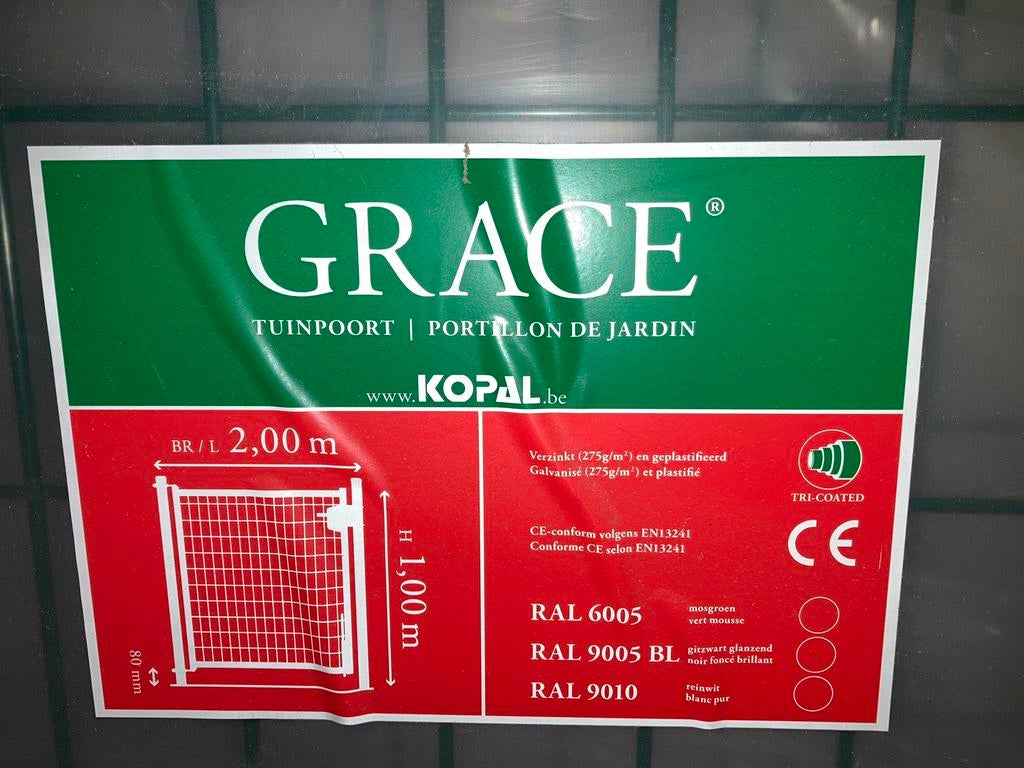 GRACE®
TUINPOORT | PORTILLON DE JARDIN
www.KOPAL.be
BR / L 2,00 m
H 1,00 m
80 mm
Verzinkt (275g/m²) en geplastifieerd
Galvanisé (275g/m²) et plastifié
TRI-COATED
CE-conform volgens EN13241
Conforme CE selon EN13241
CE
RAL 6005 mosgroen
vert mousse
RAL 9005 BL gitzwart glanzend
noir foncé brillant
RAL 9010 reinwit
blanc pur